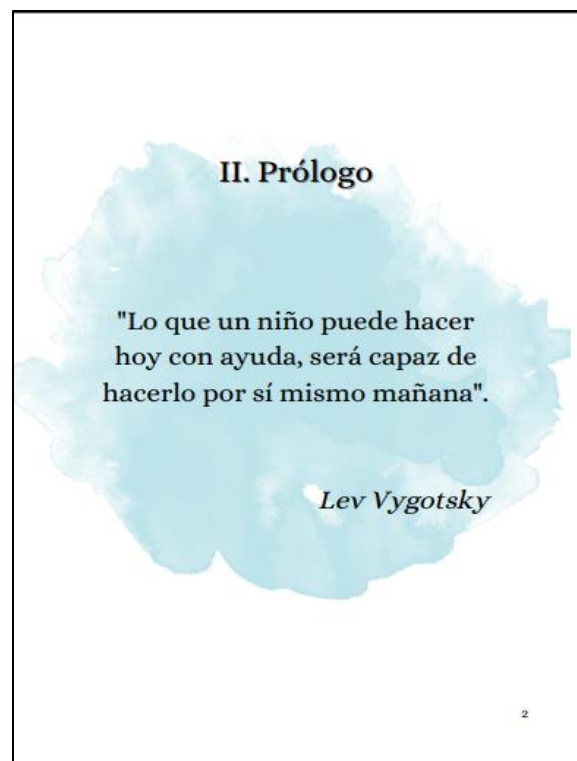 II. Prólogo
"Lo que un niño puede hacer
hoy con ayuda, será capaz de
hacerlo por sí mismo mañana".
Lev Vygotsky
2